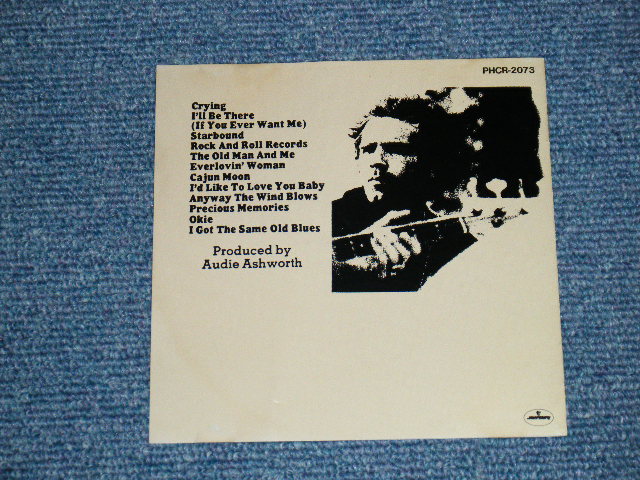 PHCR-2073
Crying
I'll Be There
(If You Ever Want Me)
Starbound
Rock And Roll Records
The Old Man And Me
Everlovin' Woman
Cajun Moon
I'd Like To Love You Baby
Anyway The Wind Blows
Precious Memories
Okie
I Got The Same Old Blues
Produced by
Audie Ashworth
mercury